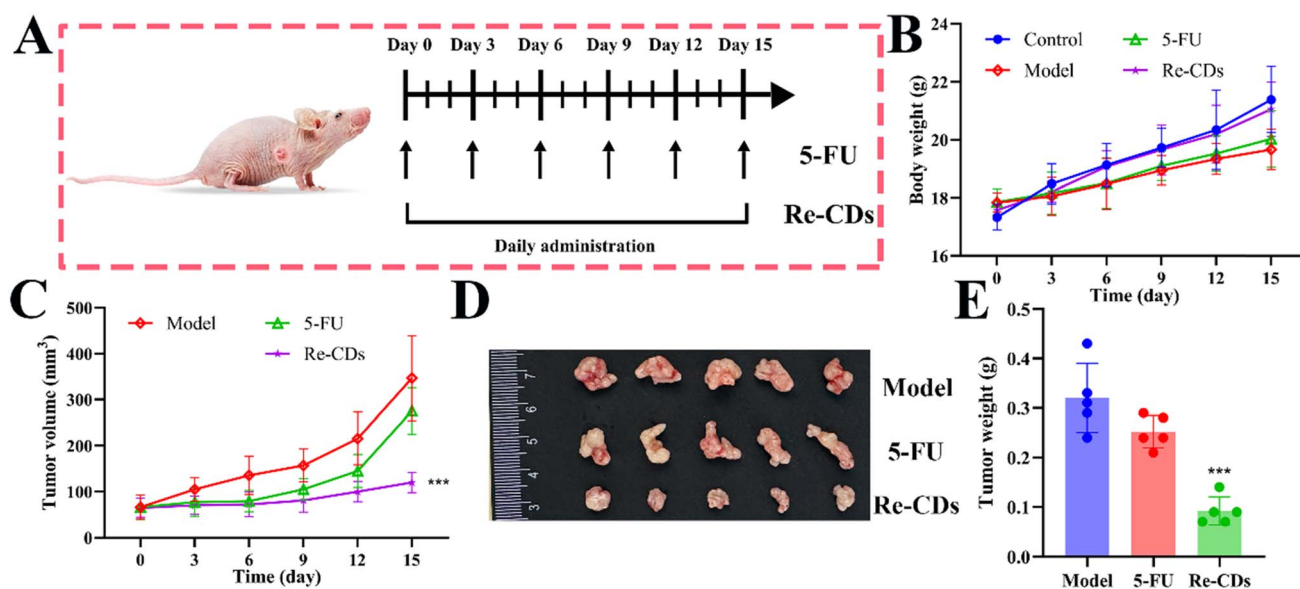 A
Day 0 Day 3 Day 6 Day 9 Day 12 Day 15
5-FU
Re-CDs
Daily administration
B
Control 5-FU
Model Re-CDs
Body weight (g)
22
20
18
16
0 3 6 9 12 15
Time (day)
C
Model 5-FU
Re-CDs
Tumor volume (mm³)
500
400
300
200
100
0
***
0 3 6 9 12 15
Time (day)
D
7
6
5
4
3
Model
5-FU
Re-CDs
E
Tumor weight (g)
0.4
0.3
0.2
0.1
0.0
***
Model 5-FU Re-CDs